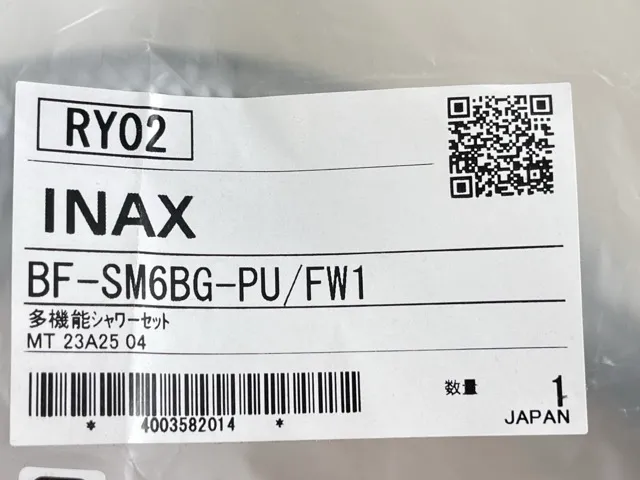 RY02
INAX
BF-SM6BG-PU/FW1
多機能シャワーセット
MT 23A25 04
* 4003582014 *
数量 1
JAPAN